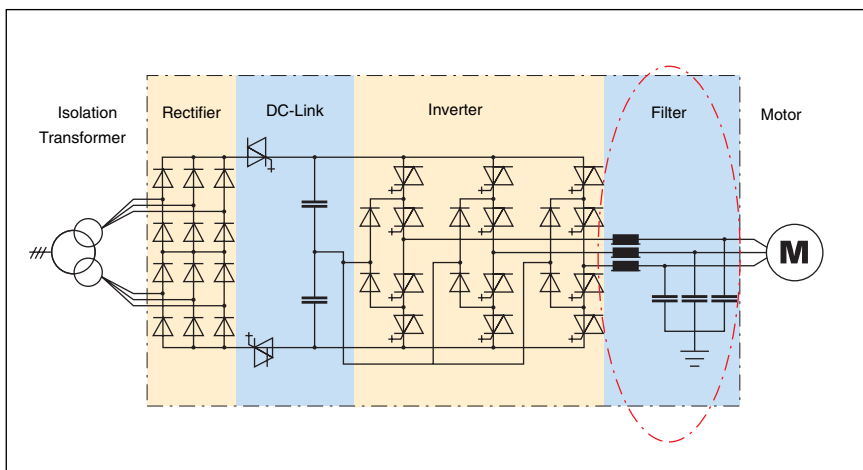 Isolation
Transformer
Rectifier
DC-Link
Inverter
Filter
Motor
M